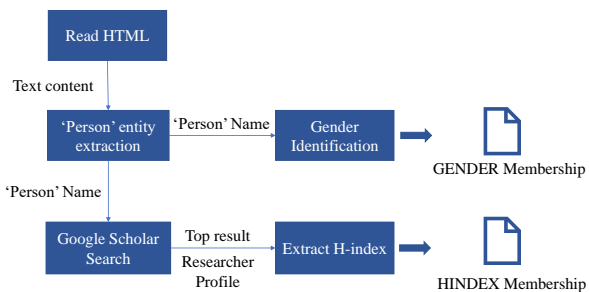 Read HTML
Text content
‘Person’ entity
extraction
‘Person’ Name
Gender
Identification
GENDER Membership
‘Person’ Name
Google Scholar
Search
Top result
Researcher
Profile
Extract H-index
HINDEX Membership